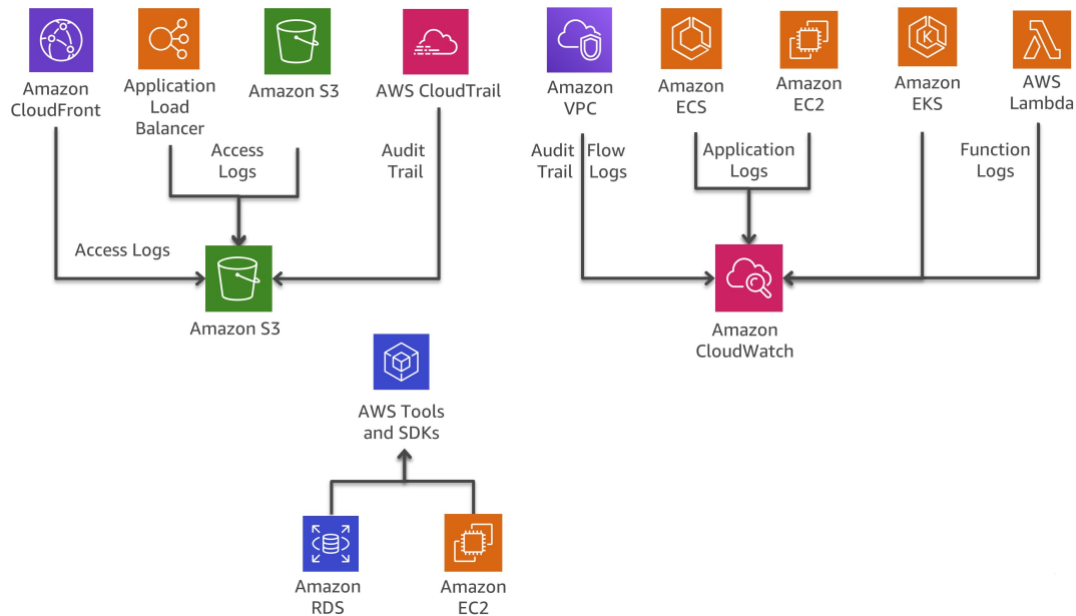 Amazon
CloudFront
Application
Load
Balancer
Amazon S3
AWS CloudTrail
Amazon
VPC
Amazon
ECS
Amazon
EC2
K
Amazon
EKS
AWS
Lambda
Access
Logs
Audit
Trail
Audit
Trail
Flow
Logs
Application
Logs
Function
Logs
Access Logs
Amazon S3
Amazon
CloudWatch
AWS Tools
and SDKs
Amazon
RDS
Amazon
EC2